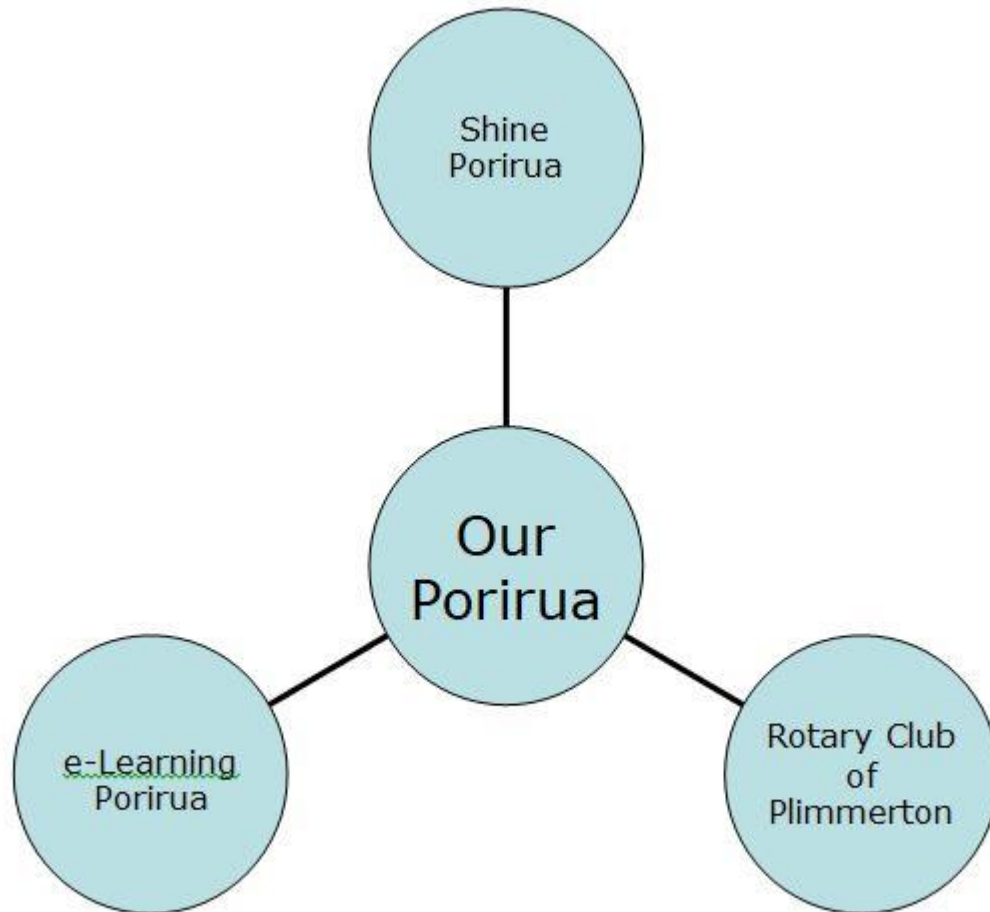 Shine
Porirua
Our
Porirua
e-Learning
Porirua
Rotary Club
of
Plimmerton